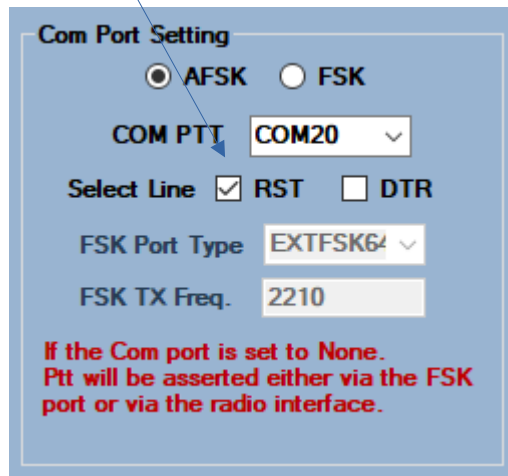 Com Port Setting
AFSK FSK
COM PTT COM20
Select Line RST DTR
FSK Port Type EXTFSK64
FSK TX Freq. 2210
If the Com port is set to None.
Ptt will be asserted either via the FSK
port or via the radio interface.